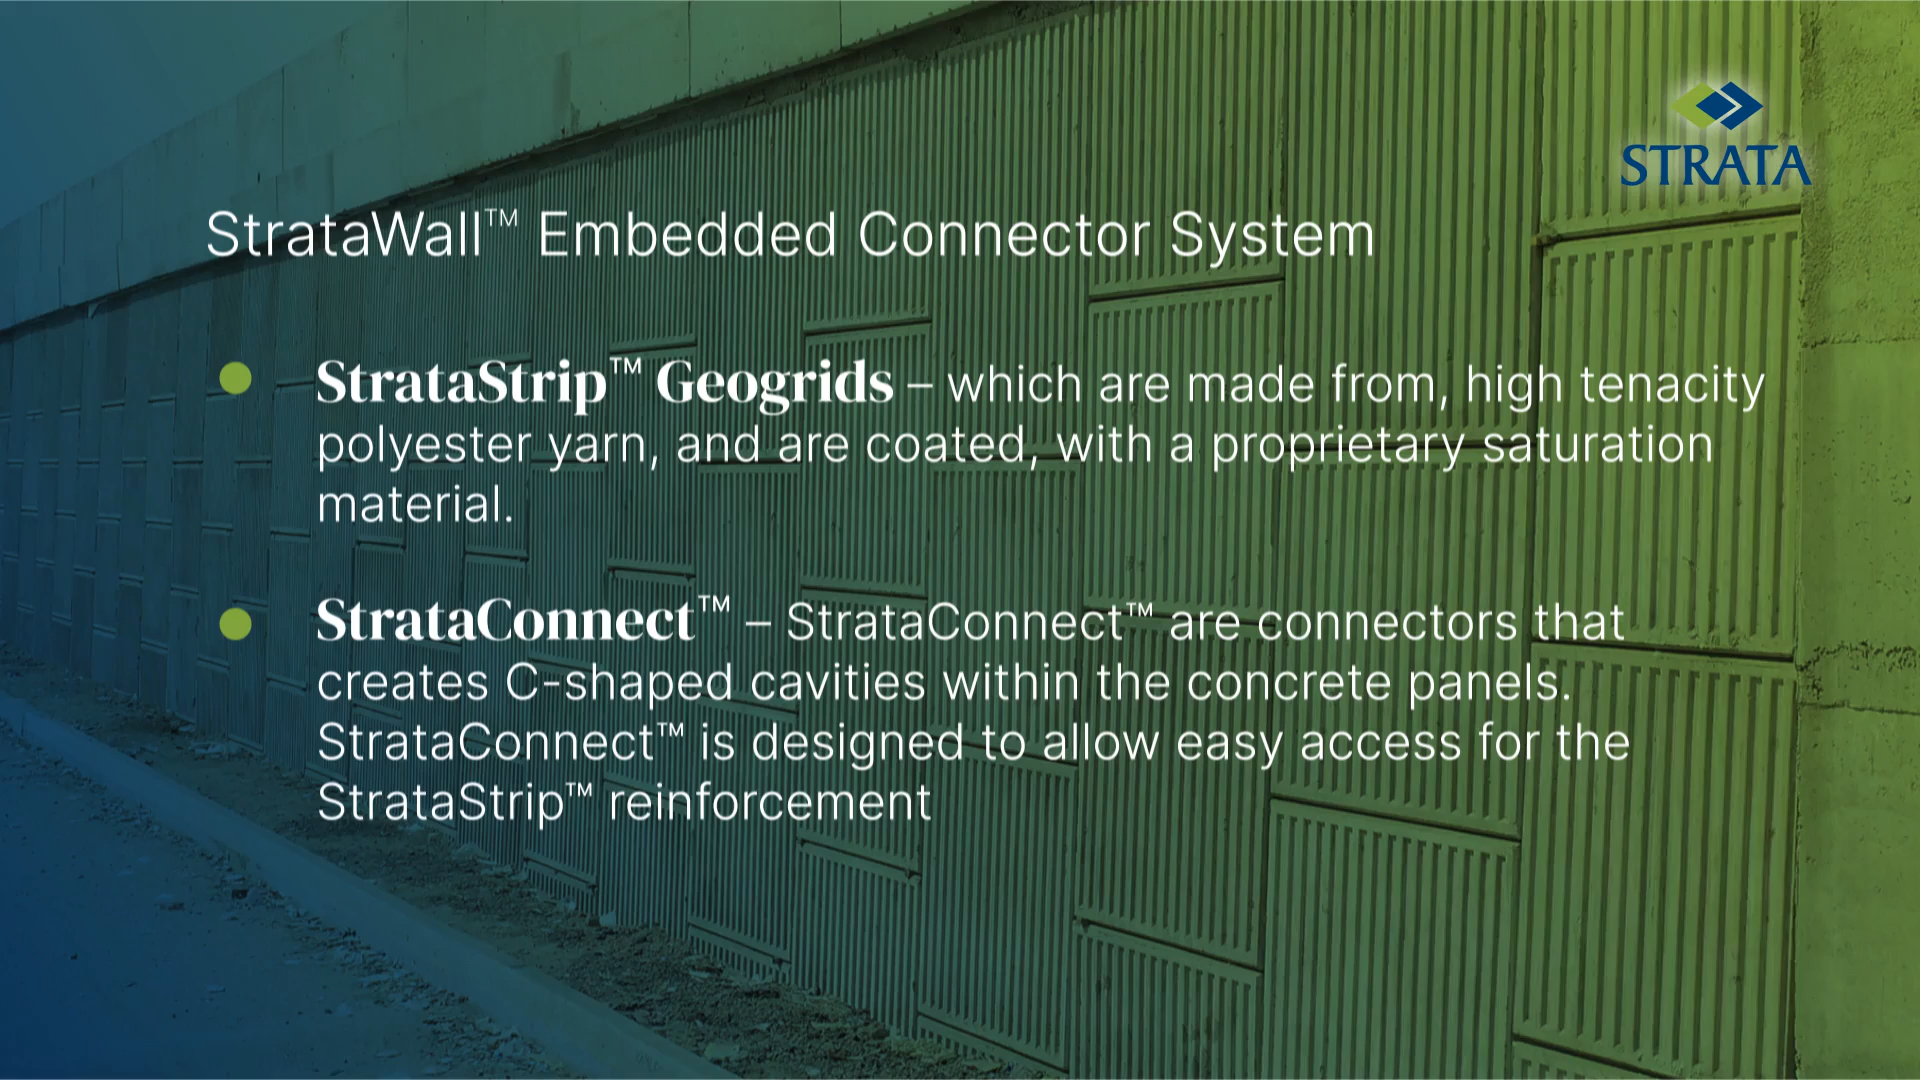 STRATA
StrataWall™ Embedded Connector System
StrataStrip™ Geogrids – which are made from, high tenacity
polyester yarn, and are coated, with a proprietary saturation
material.
StrataConnect™ – StrataConnect™ are connectors that
creates C-shaped cavities within the concrete panels.
StrataConnect™ is designed to allow easy access for the
StrataStrip™ reinforcement